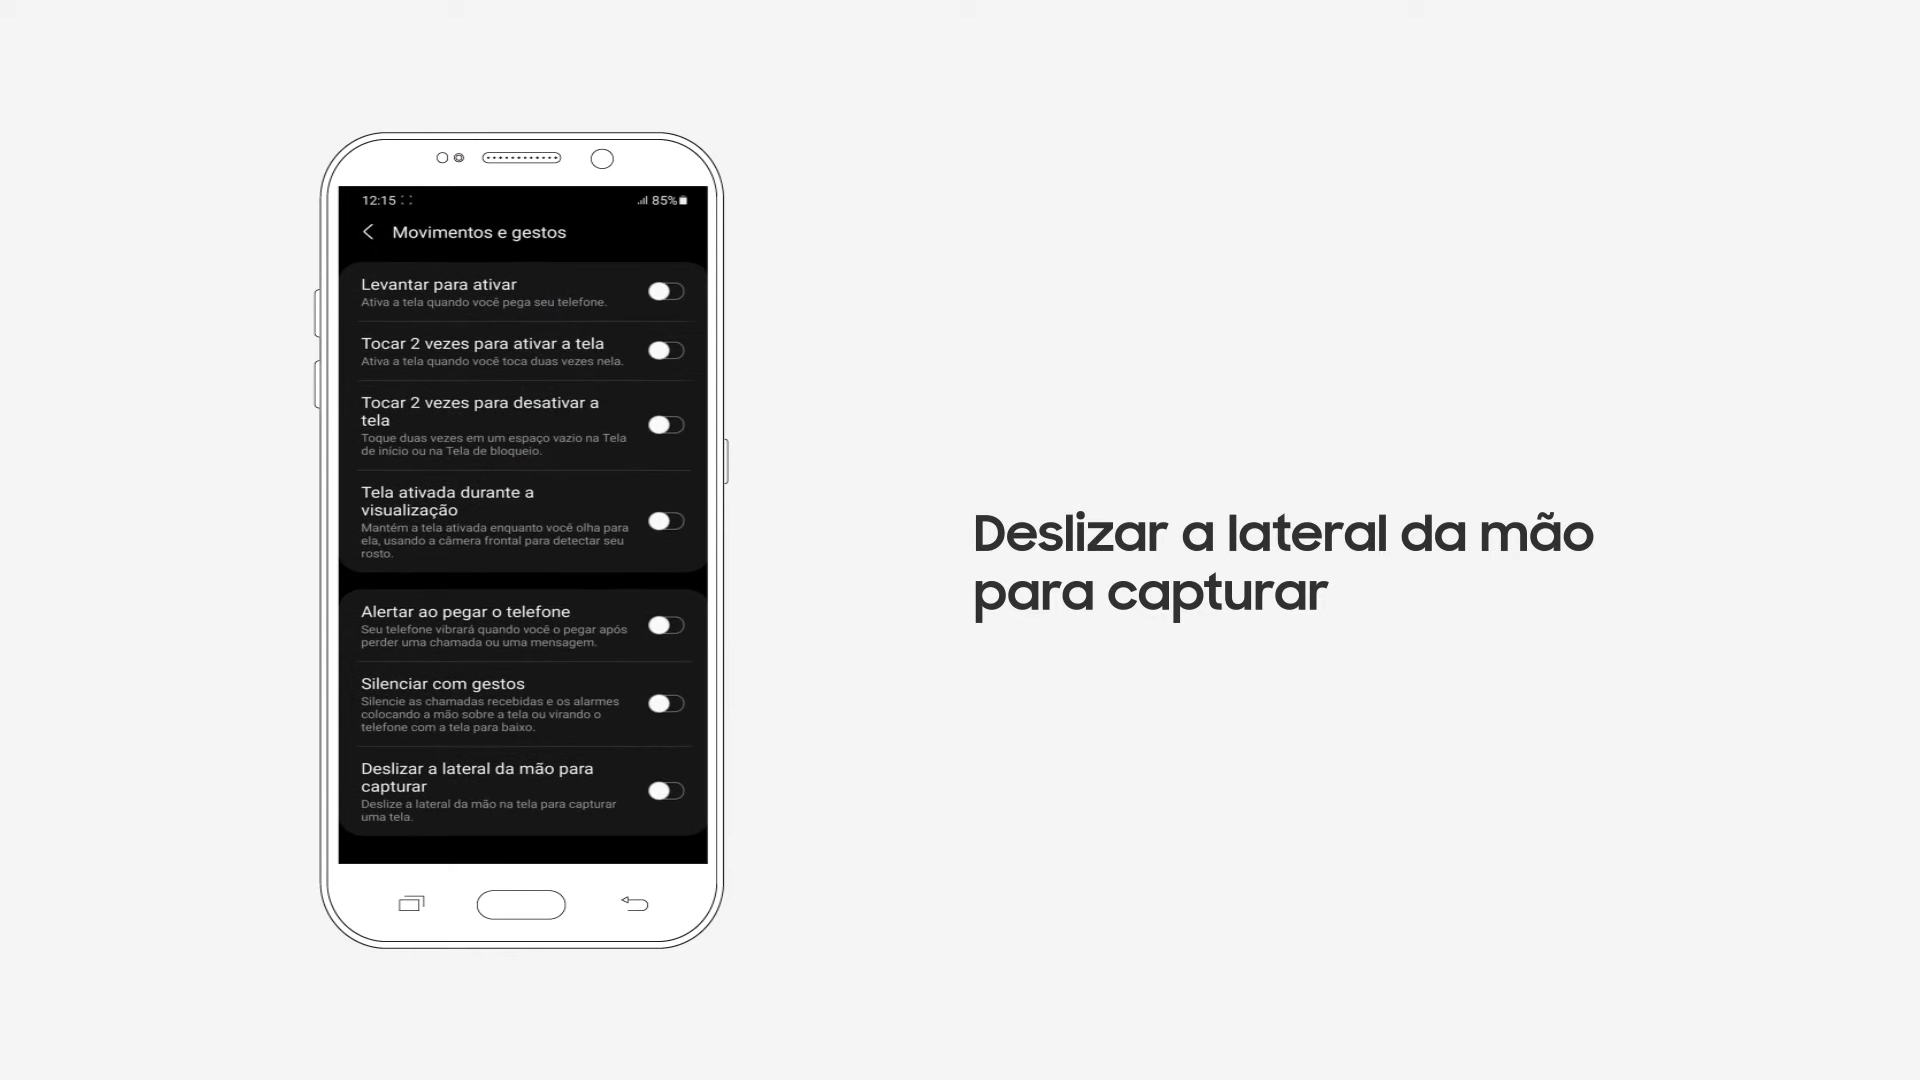 12:15
85%
Movimentos e gestos
Levantar para ativar
Ativa a tela quando você pega seu telefone.
Tocar 2 vezes para ativar a tela
Ativa a tela quando você toca duas vezes nela.
Tocar 2 vezes para desativar a
tela
Toque duas vezes em um espaço vazio na Tela
de início ou na Tela de bloqueio.
Tela ativada durante a
visualização
Mantém a tela ativada enquanto você olha para
ela, usando a câmera frontal para detectar seu
rosto.
Alertar ao pegar o telefone
Seu telefone vibrará quando você o pegar após
perder uma chamada ou uma mensagem.
Silenciar com gestos
Silencie as chamadas recebidas e os alarmes
colocando a mão sobre a tela ou virando o
telefone com a tela para baixo.
Deslizar a lateral da mão para
capturar
Deslize a lateral da mão na tela para capturar
uma tela.
Deslizar a lateral da mão
para capturar